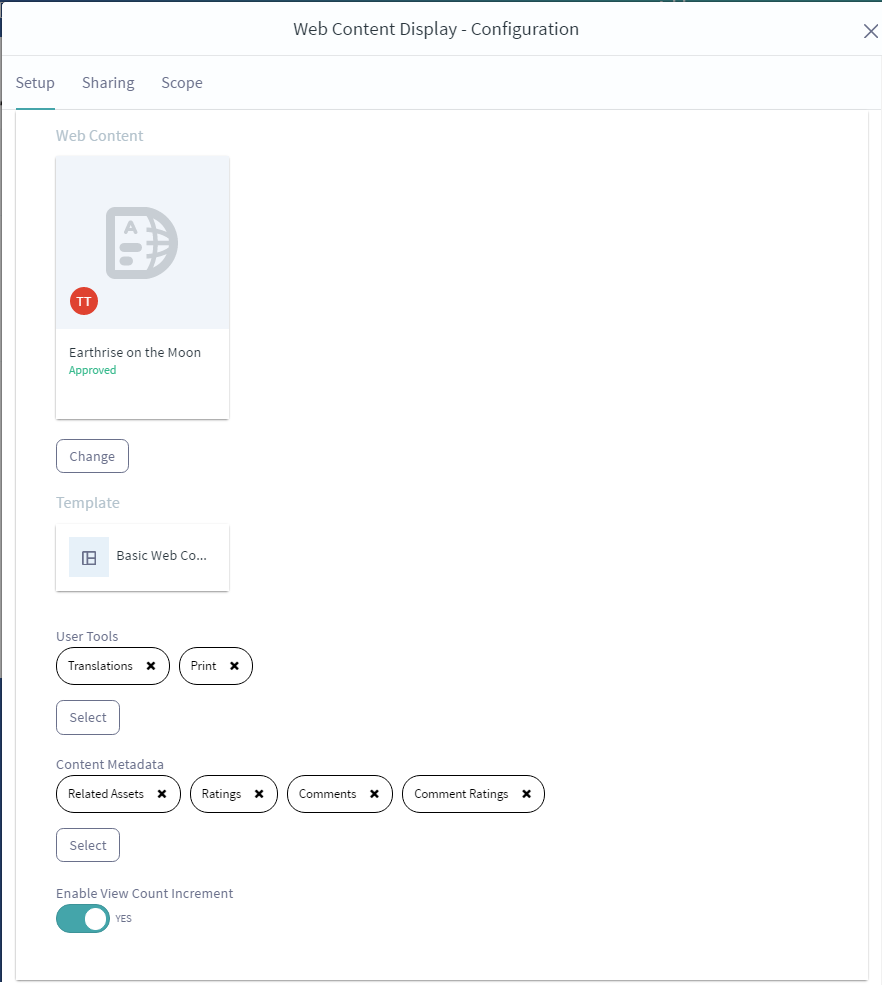 Web Content Display - Configuration
Setup Sharing Scope
Web Content
A
TT
Earthrise on the Moon
Approved
Change
Template
Basic Web Co...
User Tools
Translations Print
Select
Content Metadata
Related Assets Ratings Comments Comment Ratings
Select
Enable View Count Increment
YES